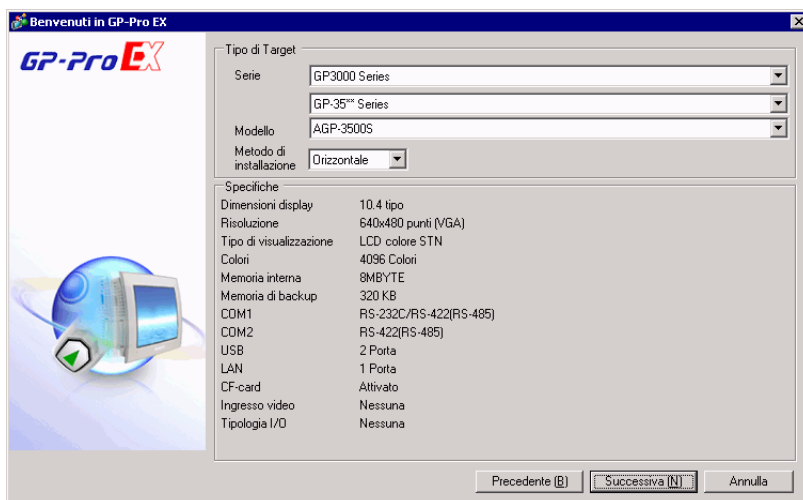 Benvenuti in GP-Pro EX
GP-Pro EX
Tipo di Target
Serie GP3000 Series
GP-35** Series
Modello AGP-3500S
Metodo di
installazione Orizzontale
Specifiche
Dimensioni display 10.4 tipo
Risoluzione 640x480 punti (VGA)
Tipo di visualizzazione LCD colore STN
Colori 4096 Colori
Memoria interna 8MBYTE
Memoria di backup 320 KB
COM1 RS-232C/RS-422(RS-485)
COM2 RS-422(RS-485)
USB 2 Porta
LAN 1 Porta
CF-card Attivato
Ingresso video Nessuna
Tipologia I/O Nessuna
Precedente (B) Successiva (N) Annulla